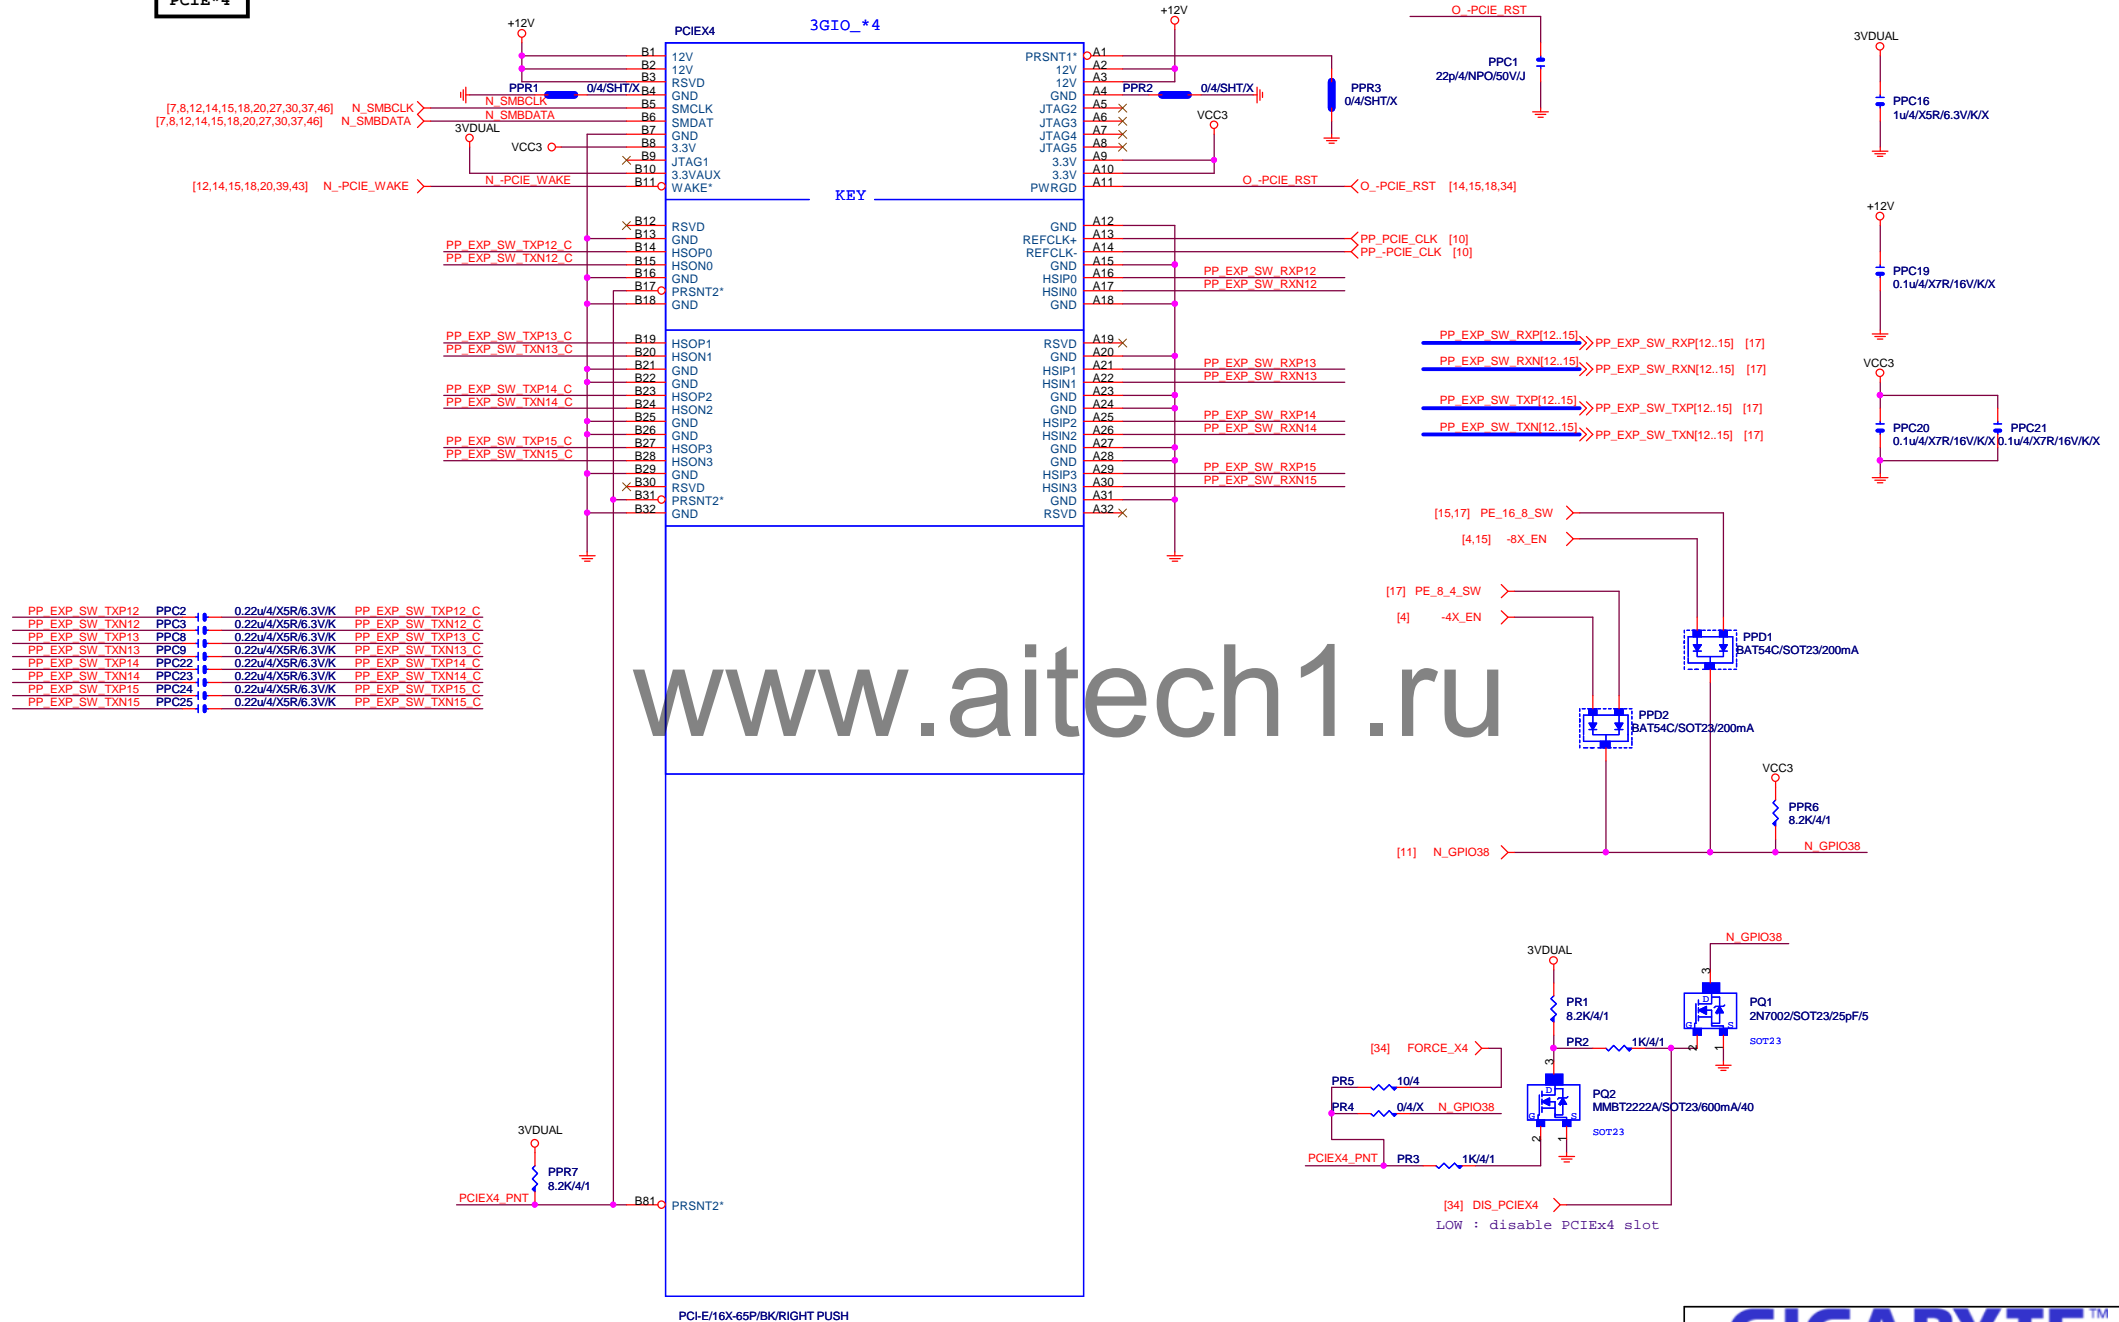 PCIE*4
3GIO_*4
PCIEX4
+12V
+12V
B1 12V
B2 12V
B3 RSVD
B4 GND
B5 SMCLK
B6 SMDAT
B7 GND
B8 3.3V
B9 JTAG1
B10 3.3VAUX
B11 WAKE*
PRSNT1* A1
12V A2
12V A3
GND A4
JTAG2 A5
JTAG3 A6
JTAG4 A7
JTAG5 A8
3.3V A9
3.3V A10
PWRGD A11
PPR1 0/4/SHT/X
PPR2 0/4/SHT/X
PPR3
0/4/SHT/X
[7,8,12,14,15,18,20,27,30,37,46] N_SMBCLK N_SMBCLK
[7,8,12,14,15,18,20,27,30,37,46] N_SMBDATA N_SMBDATA
3VDUAL
VCC3
VCC3
[12,14,15,18,20,39,43] N_-PCIE_WAKE N_-PCIE_WAKE
O_-PCIE_RST O_-PCIE_RST [14,15,18,34]
KEY
B12 RSVD
B13 GND
B14 HSOP0
B15 HSON0
B16 GND
B17 PRSNT2*
B18 GND
GND A12
REFCLK+ A13
REFCLK- A14
GND A15
HSIP0 A16
HSIN0 A17
GND A18
PP_EXP_SW_TXP12_C
PP_EXP_SW_TXN12_C
PP_PCIE_CLK [10]
PP_-PCIE_CLK [10]
PP_EXP_SW_RXP12
PP_EXP_SW_RXN12
B19 HSOP1
B20 HSON1
B21 GND
B22 GND
B23 HSOP2
B24 HSON2
B25 GND
B26 GND
B27 HSOP3
B28 HSON3
B29 GND
B30 RSVD
B31 PRSNT2*
B32 GND
RSVD A19
GND A20
HSIP1 A21
HSIN1 A22
GND A23
GND A24
HSIP2 A25
HSIN2 A26
GND A27
GND A28
HSIP3 A29
HSIN3 A30
GND A31
RSVD A32
PP_EXP_SW_TXP13_C
PP_EXP_SW_TXN13_C
PP_EXP_SW_TXP14_C
PP_EXP_SW_TXN14_C
PP_EXP_SW_TXP15_C
PP_EXP_SW_TXN15_C
PP_EXP_SW_RXP13
PP_EXP_SW_RXN13
PP_EXP_SW_RXP14
PP_EXP_SW_RXN14
PP_EXP_SW_RXP15
PP_EXP_SW_RXN15
O_-PCIE_RST
PPC1
22p/4/NPO/50V/J
3VDUAL
PPC16
1u/4/X5R/6.3V/K/X
+12V
PPC19
0.1u/4/X7R/16V/K/X
VCC3
PPC20
0.1u/4/X7R/16V/K/X
PPC21
0.1u/4/X7R/16V/K/X
PP_EXP_SW_RXP[12..15] PP_EXP_SW_RXP[12..15] [17]
PP_EXP_SW_RXN[12..15] PP_EXP_SW_RXN[12..15] [17]
PP_EXP_SW_TXP[12..15] PP_EXP_SW_TXP[12..15] [17]
PP_EXP_SW_TXN[12..15] PP_EXP_SW_TXN[12..15] [17]
[15,17] PE_16_8_SW
[4,15] -8X_EN
[17] PE_8_4_SW
[4] -4X_EN
PPD1
BAT54C/SOT23/200mA
PPD2
BAT54C/SOT23/200mA
VCC3
PPR6
8.2K/4/1
[11] N_GPIO38 N_GPIO38
PP_EXP_SW_TXP12 PPC2 0.22u/4/X5R/6.3V/K PP_EXP_SW_TXP12_C
PP_EXP_SW_TXN12 PPC3 0.22u/4/X5R/6.3V/K PP_EXP_SW_TXN12_C
PP_EXP_SW_TXP13 PPC8 0.22u/4/X5R/6.3V/K PP_EXP_SW_TXP13_C
PP_EXP_SW_TXN13 PPC9 0.22u/4/X5R/6.3V/K PP_EXP_SW_TXN13_C
PP_EXP_SW_TXP14 PPC22 0.22u/4/X5R/6.3V/K PP_EXP_SW_TXP14_C
PP_EXP_SW_TXN14 PPC23 0.22u/4/X5R/6.3V/K PP_EXP_SW_TXN14_C
PP_EXP_SW_TXP15 PPC24 0.22u/4/X5R/6.3V/K PP_EXP_SW_TXP15_C
PP_EXP_SW_TXN15 PPC25 0.22u/4/X5R/6.3V/K PP_EXP_SW_TXN15_C
www.aitech1.ru
N_GPIO38
3VDUAL
PR1
8.2K/4/1
3
D
G S
2 1
PQ1
2N7002/SOT23/25pF/5
SOT23
PR2 1K/4/1
[34] FORCE_X4
PR5 10/4
PR4 0/4/X N_GPIO38
3
D
G S
2 1
PQ2
MMBT2222A/SOT23/600mA/40
SOT23
PCIEX4_PNT PR3 1K/4/1
[34] DIS_PCIEX4
LOW : disable PCIEx4 slot
3VDUAL
PPR7
8.2K/4/1
PCIEX4_PNT B81 PRSNT2*
PCI-E/16X-65P/BK/RIGHT PUSH
GIGABYTE TM